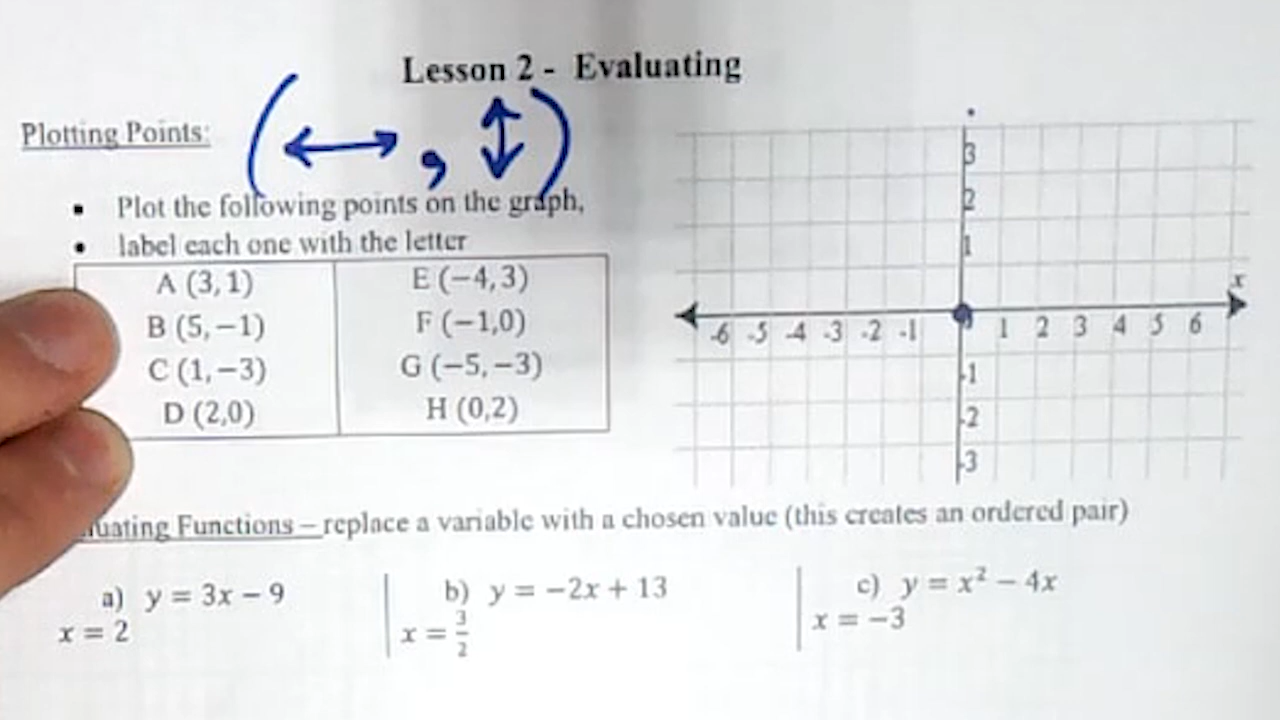 Lesson 2 - Evaluating
Plotting Points:
( ↔ , ↕ )
• Plot the following points on the graph,
• label each one with the letter
A (3, 1) E (−4, 3)
B (5, −1) F (−1,0)
C (1, −3) G (−5, −3)
D (2,0) H (0,2)
3
2
1
x
-6 -5 -4 -3 -2 -1 1 2 3 4 5 6
-1
-2
-3
uating Functions – replace a variable with a chosen value (this creates an ordered pair)
a) y = 3x − 9 b) y = −2x + 13 c) y = x² − 4x
x = 2 x = 3/2 x = −3